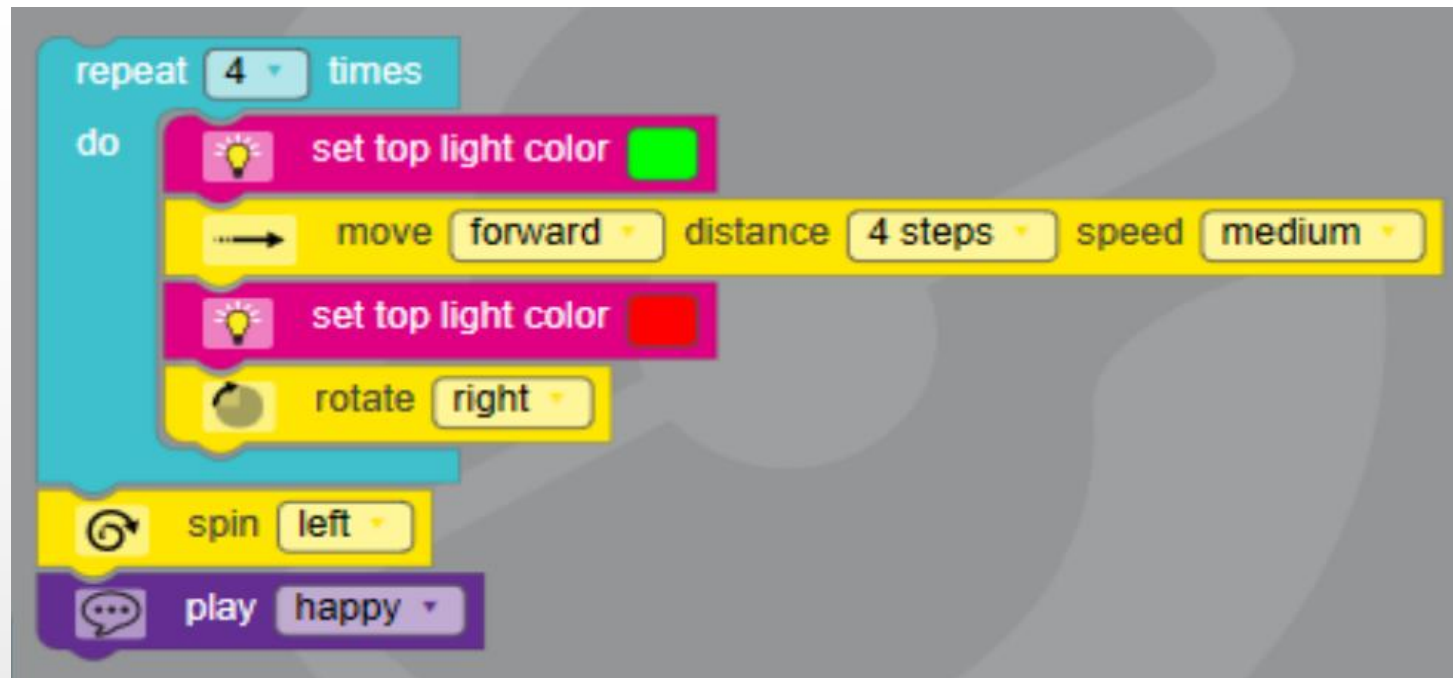 repeat 4 times
do set top light color
move forward distance 4 steps speed medium
set top light color
rotate right
spin left
play happy